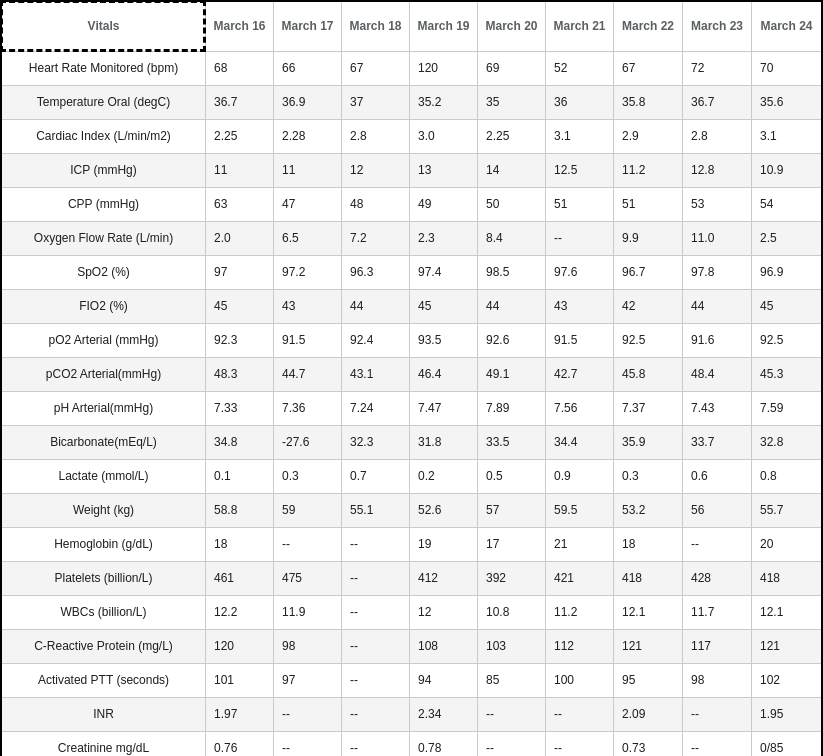 Vitals March 16 March 17 March 18 March 19 March 20 March 21 March 22 March 23 March 24
Heart Rate Monitored (bpm) 68 66 67 120 69 52 67 72 70
Temperature Oral (degC) 36.7 36.9 37 35.2 35 36 35.8 36.7 35.6
Cardiac Index (L/min/m2) 2.25 2.28 2.8 3.0 2.25 3.1 2.9 2.8 3.1
ICP (mmHg) 11 11 12 13 14 12.5 11.2 12.8 10.9
CPP (mmHg) 63 47 48 49 50 51 51 53 54
Oxygen Flow Rate (L/min) 2.0 6.5 7.2 2.3 8.4 -- 9.9 11.0 2.5
SpO2 (%) 97 97.2 96.3 97.4 98.5 97.6 96.7 97.8 96.9
FIO2 (%) 45 43 44 45 44 43 42 44 45
pO2 Arterial (mmHg) 92.3 91.5 92.4 93.5 92.6 91.5 92.5 91.6 92.5
pCO2 Arterial(mmHg) 48.3 44.7 43.1 46.4 49.1 42.7 45.8 48.4 45.3
pH Arterial(mmHg) 7.33 7.36 7.24 7.47 7.89 7.56 7.37 7.43 7.59
Bicarbonate(mEq/L) 34.8 -27.6 32.3 31.8 33.5 34.4 35.9 33.7 32.8
Lactate (mmol/L) 0.1 0.3 0.7 0.2 0.5 0.9 0.3 0.6 0.8
Weight (kg) 58.8 59 55.1 52.6 57 59.5 53.2 56 55.7
Hemoglobin (g/dL) 18 -- -- 19 17 21 18 -- 20
Platelets (billion/L) 461 475 -- 412 392 421 418 428 418
WBCs (billion/L) 12.2 11.9 -- 12 10.8 11.2 12.1 11.7 12.1
C-Reactive Protein (mg/L) 120 98 -- 108 103 112 121 117 121
Activated PTT (seconds) 101 97 -- 94 85 100 95 98 102
INR 1.97 -- -- 2.34 -- -- 2.09 -- 1.95
Creatinine mg/dL 0.76 -- -- 0.78 -- -- 0.73 -- 0/85